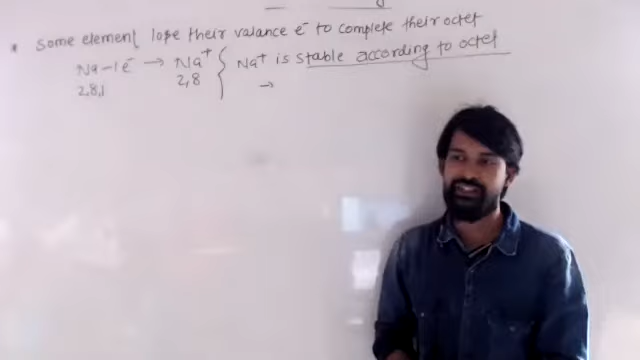 * some element lose their valance e⁻ to complete their octet
Na-1e⁻ → Na⁺ { Na⁺ is stable according to octet
2,8,1 2,8 →